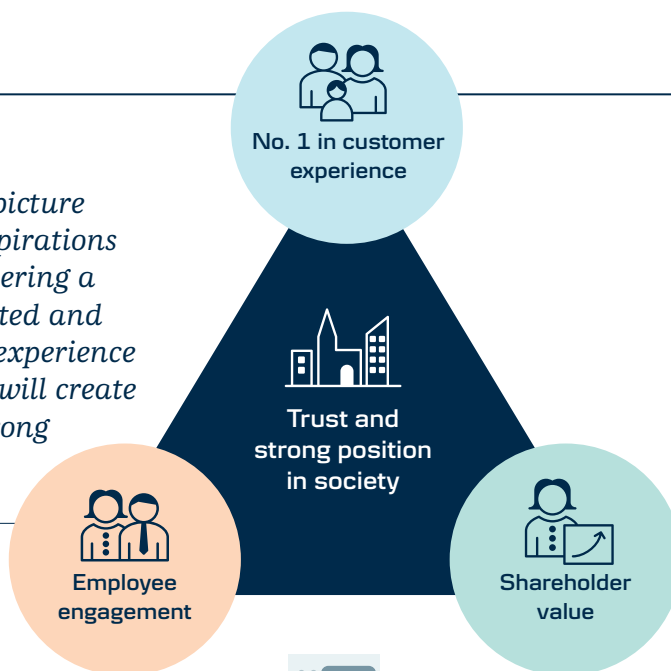 No. 1 in customer
experience
picture
pirations
ering a
ted and
experience
will create
ong
Trust and
strong position
in society
Employee
engagement
Shareholder
value